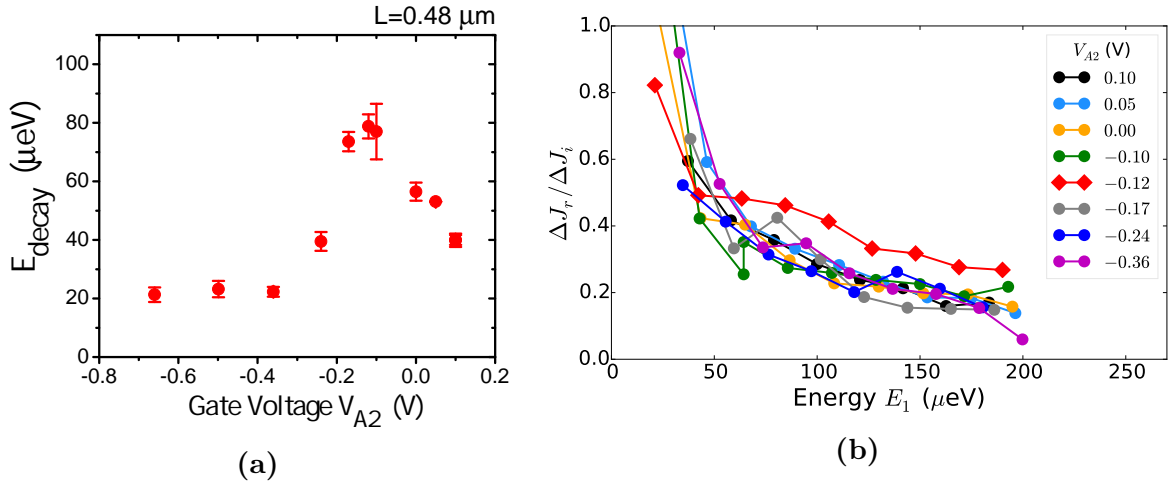 L=0.48 μm
E_decay (μeV)
100
80
60
40
20
0
-0.8 -0.6 -0.4 -0.2 0.0 0.2
Gate Voltage V_A2 (V)
(a)
ΔJ_r/ΔJ_i
1.0
0.8
0.6
0.4
0.2
0.0
0 50 100 150 200 250
Energy E_1 (μeV)
V_A2 (V)
0.10
0.05
0.00
−0.10
−0.12
−0.17
−0.24
−0.36
(b)